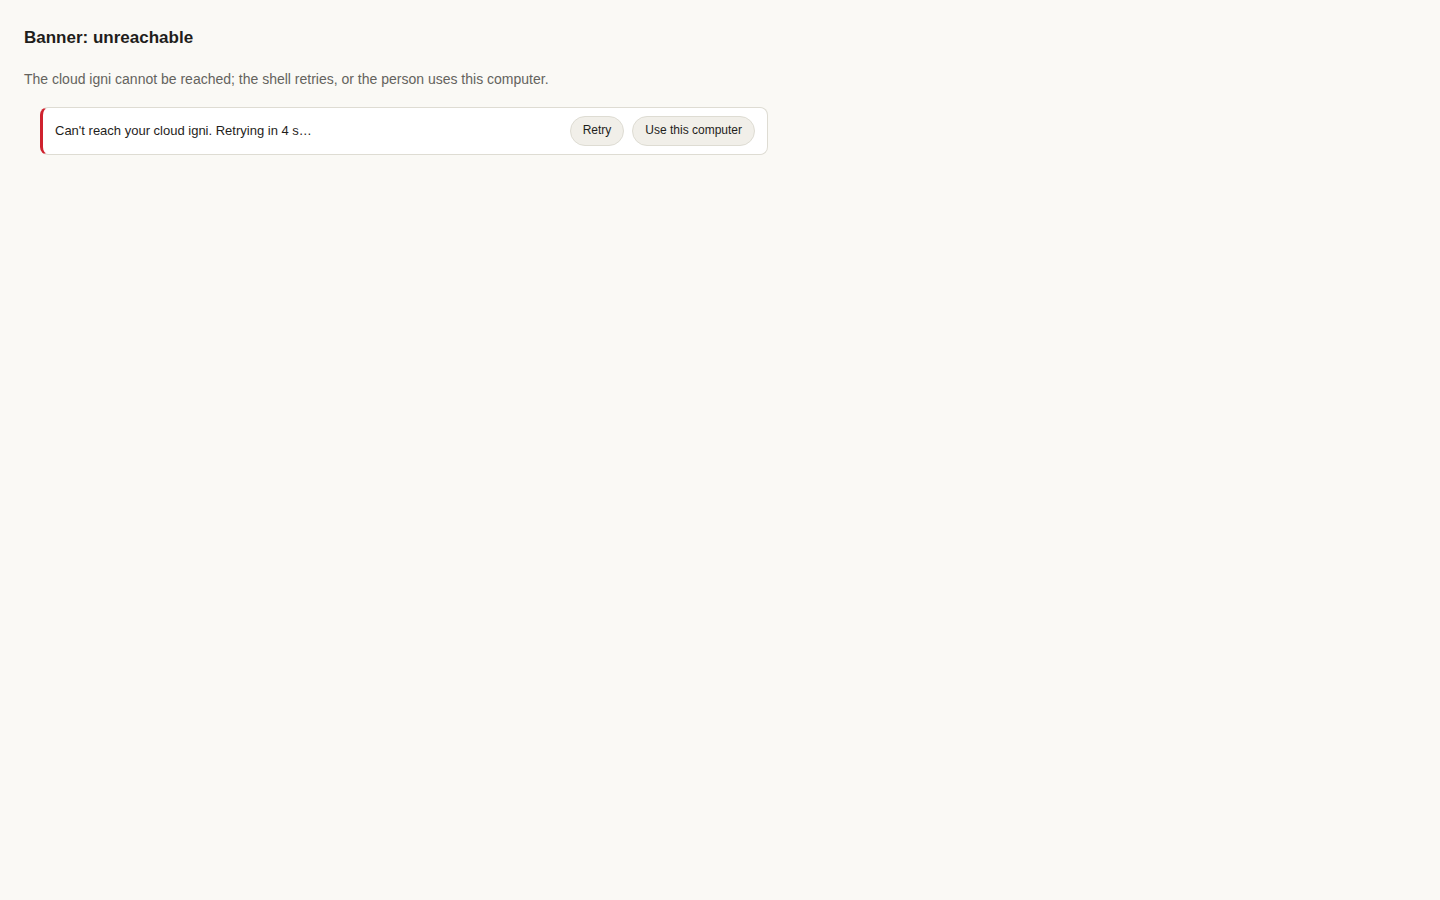 Banner: unreachable
The cloud igni cannot be reached; the shell retries, or the person uses this computer.
Can't reach your cloud igni. Retrying in 4 s…
Retry
Use this computer